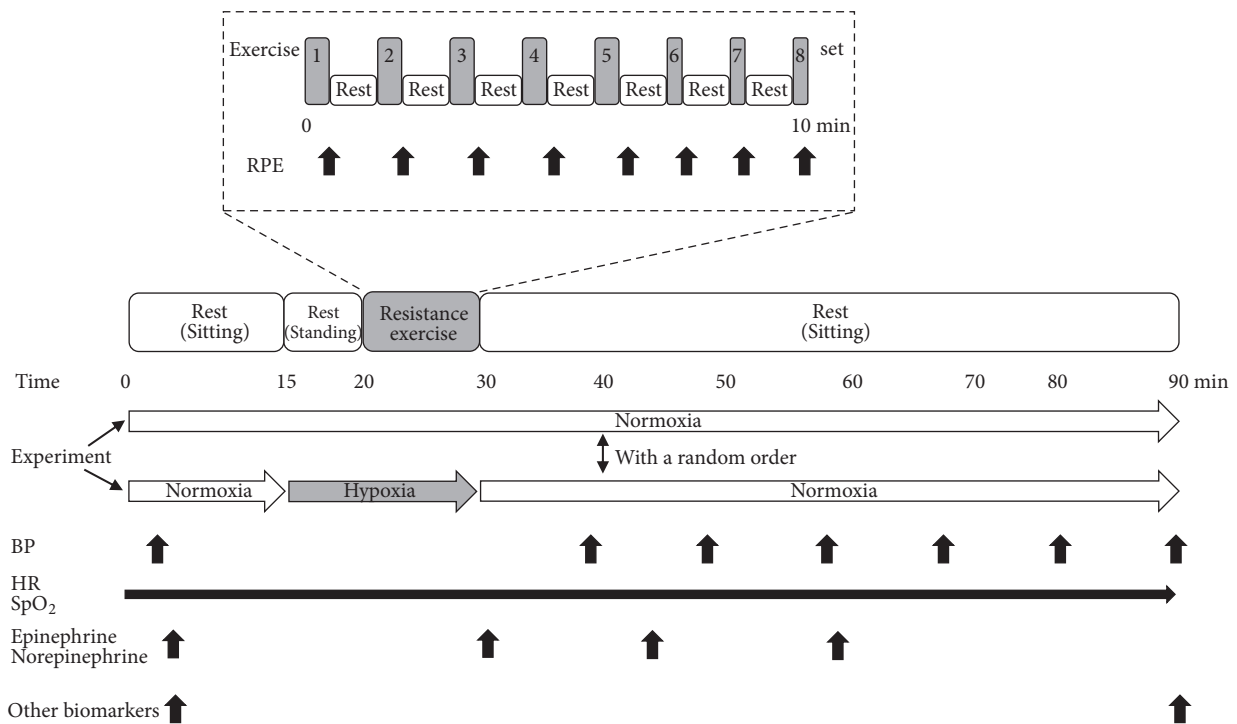 Exercise 1 2 3 4 5 6 7 8 set
Rest Rest Rest Rest Rest Rest Rest
0 10 min
RPE
Rest (Sitting)
Rest (Standing)
Resistance exercise
Rest (Sitting)
Time 0 15 20 30 40 50 60 70 80 90 min
Normoxia
Experiment
With a random order
Normoxia Hypoxia Normoxia
BP
HR
SpO₂
Epinephrine
Norepinephrine
Other biomarkers